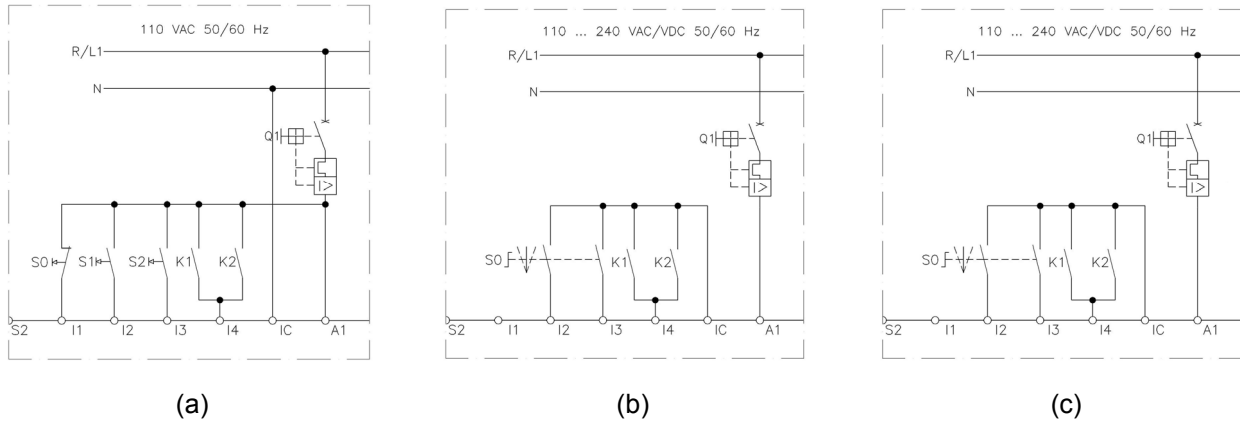 110 VAC 50/60 Hz
R/L1
N
Q1
I>
S0 S1 S2 K1 K2
S2 I1 I2 I3 I4 IC A1
(a)
110 ... 240 VAC/VDC 50/60 Hz
R/L1
N
Q1
I>
S0 K1 K2
S2 I1 I2 I3 I4 IC A1
(b)
110 ... 240 VAC/VDC 50/60 Hz
R/L1
N
Q1
I>
S0 K1 K2
S2 I1 I2 I3 I4 IC A1
(c)